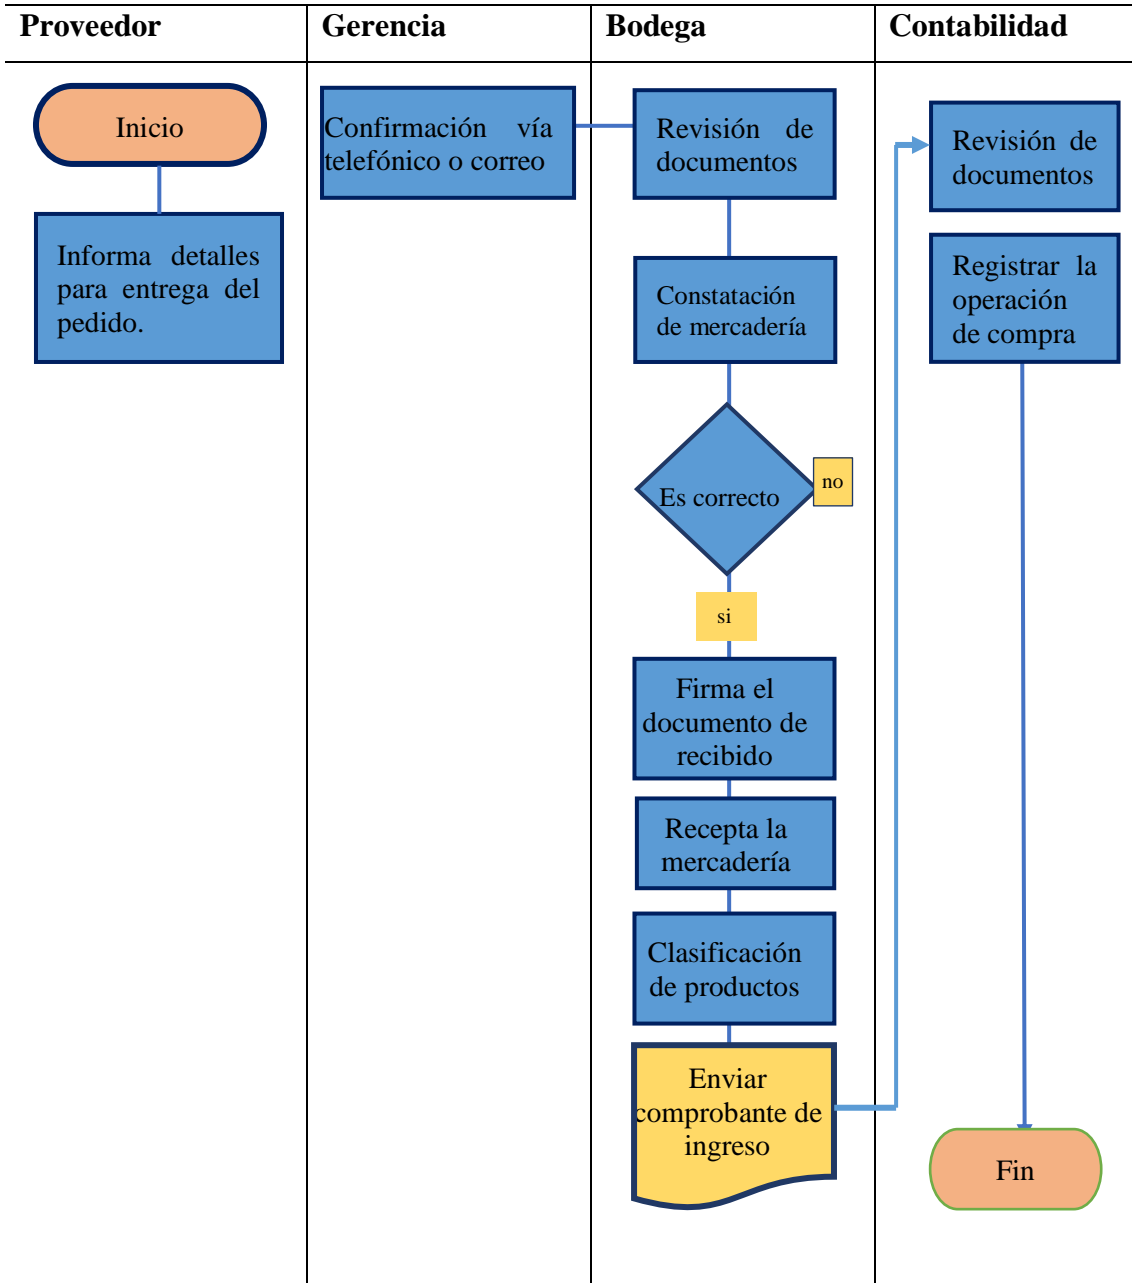 Proveedor
Gerencia
Bodega
Contabilidad
Inicio
Informa detalles
para entrega del
pedido.
Confirmación vía
telefónico o correo
Revisión de
documentos
Constatación
de mercadería
Es correcto
no
si
Firma el
documento de
recibido
Recepta la
mercadería
Clasificación
de productos
Enviar
comprobante de
ingreso
Revisión de
documentos
Registrar la
operación
de compra
Fin